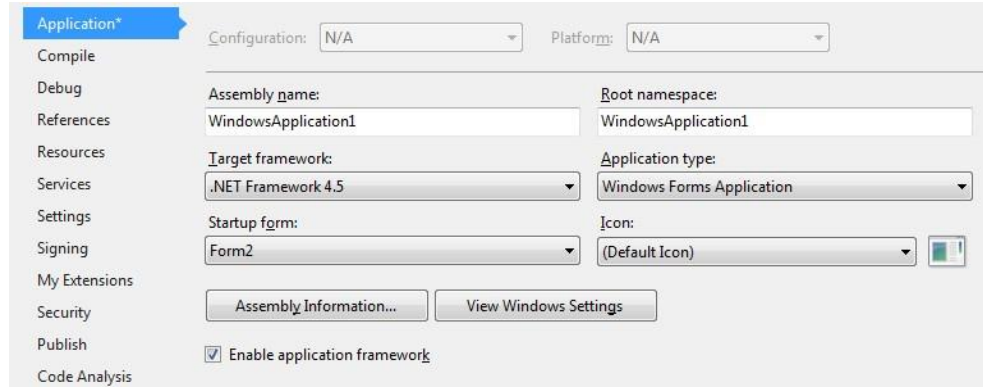 Application*
Compile
Debug
References
Resources
Services
Settings
Signing
My Extensions
Security
Publish
Code Analysis
Configuration: N/A Platform: N/A
Assembly name: Root namespace:
WindowsApplication1 WindowsApplication1
Target framework: Application type:
.NET Framework 4.5 Windows Forms Application
Startup form: Icon:
Form2 (Default Icon)
Assembly Information... View Windows Settings
Enable application framework